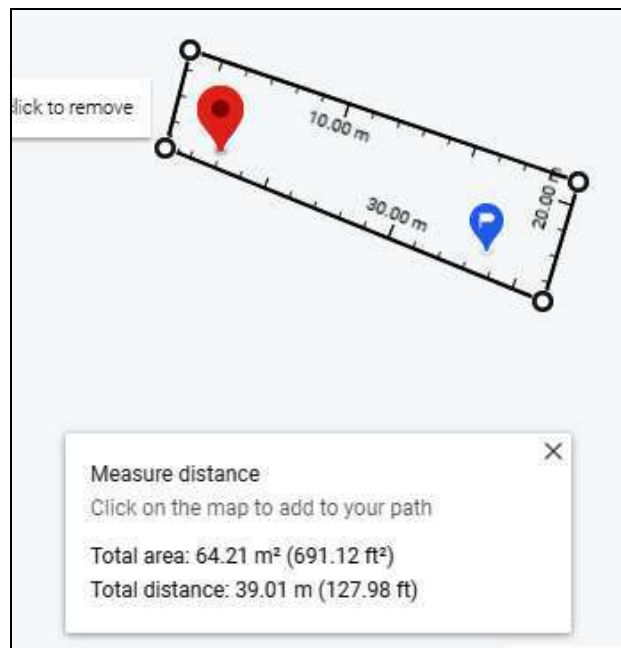 10.00 m
click to remove
20.00 m
30.00 m
Measure distance
Click on the map to add to your path
Total area: 64.21 m² (691.12 ft²)
Total distance: 39.01 m (127.98 ft)